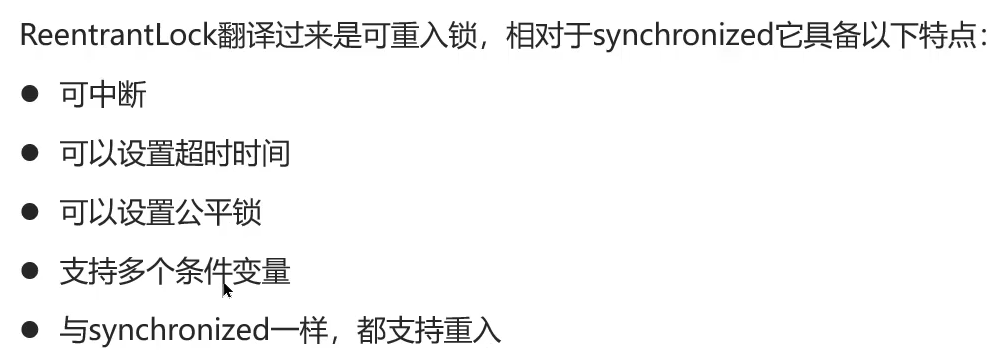 ReentrantLock翻译过来是可重入锁，相对于synchronized它具备以下特点：
● 可中断
● 可以设置超时时间
● 可以设置公平锁
● 支持多个条件变量
● 与synchronized一样，都支持重入